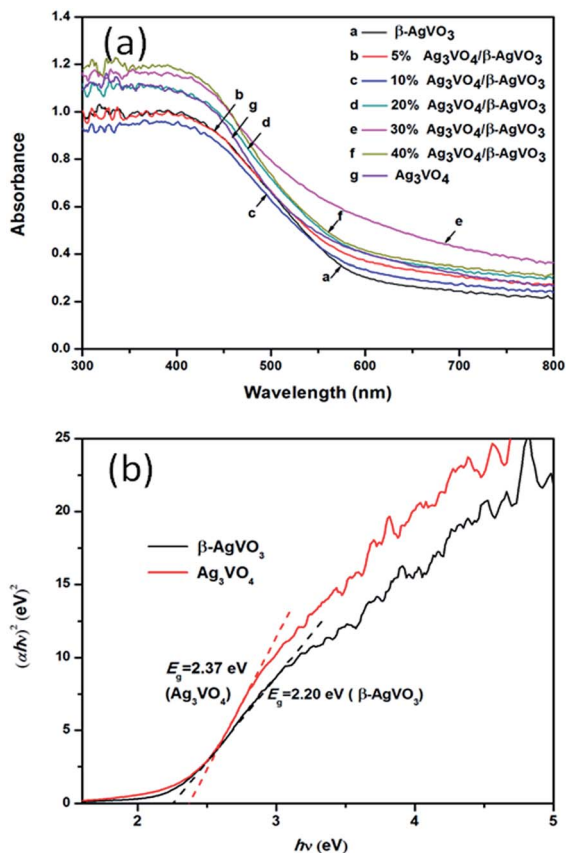 (a)
a β-AgVO₃
b 5% Ag₃VO₄/β-AgVO₃
c 10% Ag₃VO₄/β-AgVO₃
d 20% Ag₃VO₄/β-AgVO₃
e 30% Ag₃VO₄/β-AgVO₃
f 40% Ag₃VO₄/β-AgVO₃
g Ag₃VO₄
b
g
d
c
f
e
a
1.4
1.2
1.0
0.8
0.6
0.4
0.2
0.0
Absorbance
300 400 500 600 700 800
Wavelength (nm)
(b)
β-AgVO₃
Ag₃VO₄
E_g=2.37 eV
(Ag₃VO₄)
E_g=2.20 eV ( β-AgVO₃)
25
20
15
10
5
0
(αhν)² (eV)²
2 3 4 5
hν (eV)